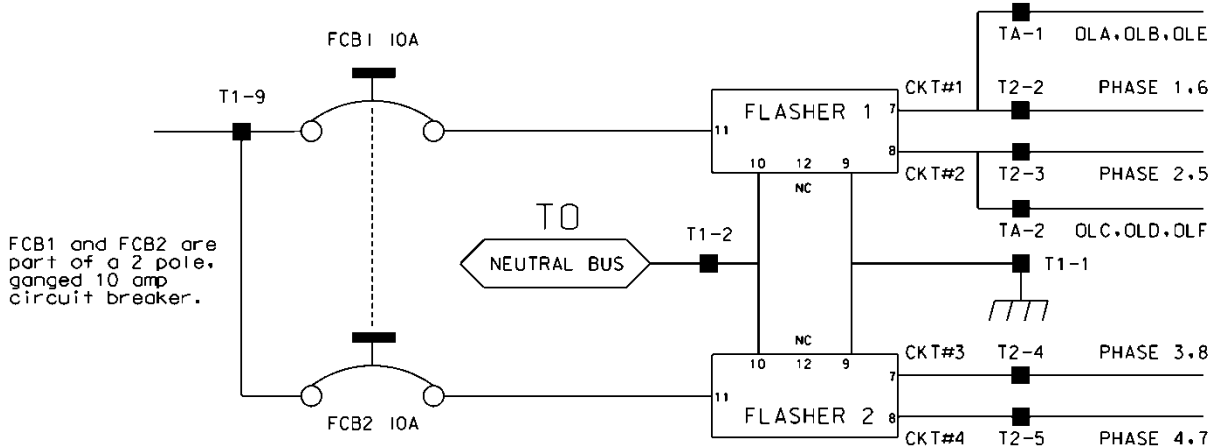 FCB1 10A
T1-9
TA-1 OLA,OLB,OLE
CKT#1 T2-2 PHASE 1,6
FLASHER 1
7
11
8
10 12 9
NC
CKT#2 T2-3 PHASE 2,5
TA-2 OLC,OLD,OLF
FCB1 and FCB2 are
part of a 2 pole,
ganged 10 amp
circuit breaker.
TO
NEUTRAL BUS
T1-2
T1-1
NC
10 12 9
CKT#3 T2-4 PHASE 3,8
7
11
FLASHER 2
8
FCB2 10A
CKT#4 T2-5 PHASE 4,7